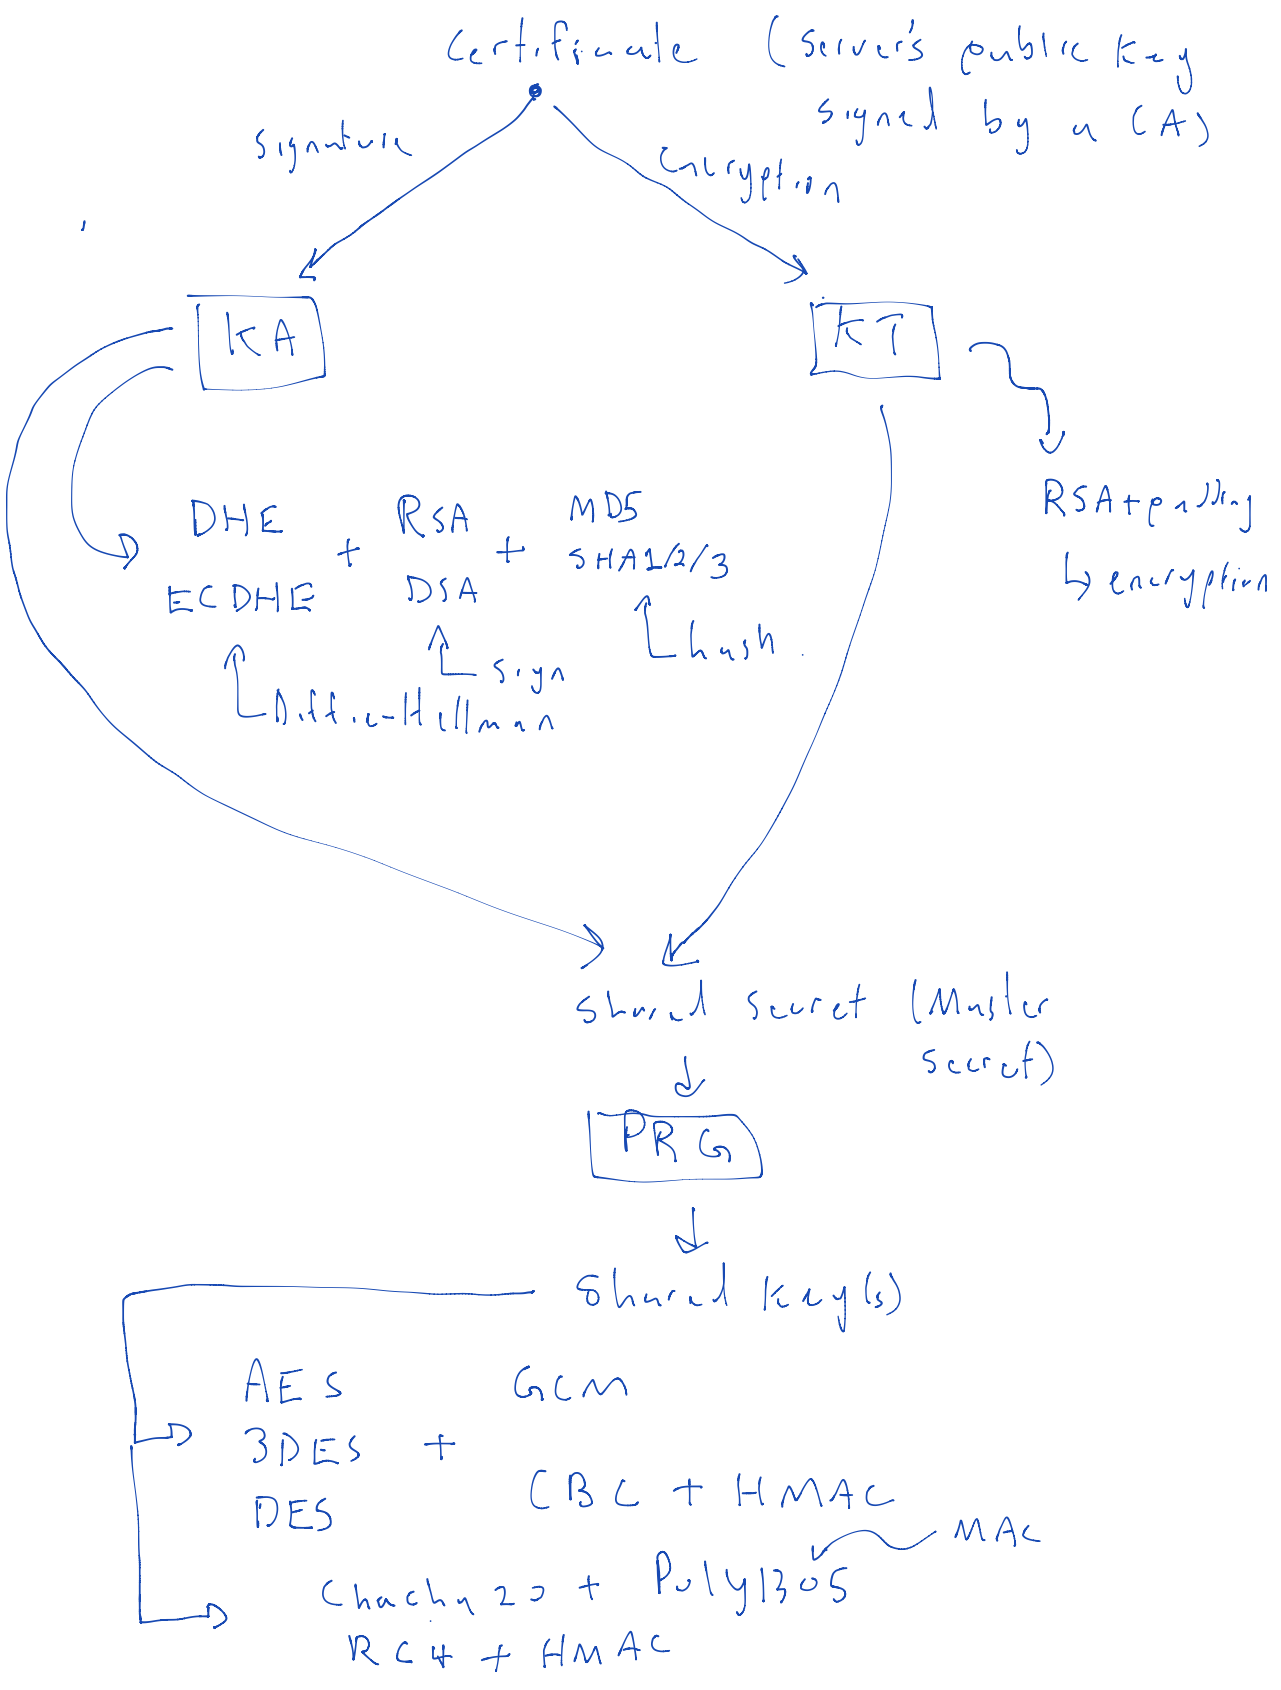 Certificate (Server's public key
signed by a CA)
Signature
encryption
KA
KT
DHE + RSA + MD5
SHA1/2/3
ECDHE DSA
RSA + padding
↳ encryption
hash
sign
Diffie-Hellman
Shared secret (Master
secret)
PRG
Shared key(s)
AES GCM
3DES +
DES CBC + HMAC
MAC
Chacha20 + Poly1305
RC4 + HMAC